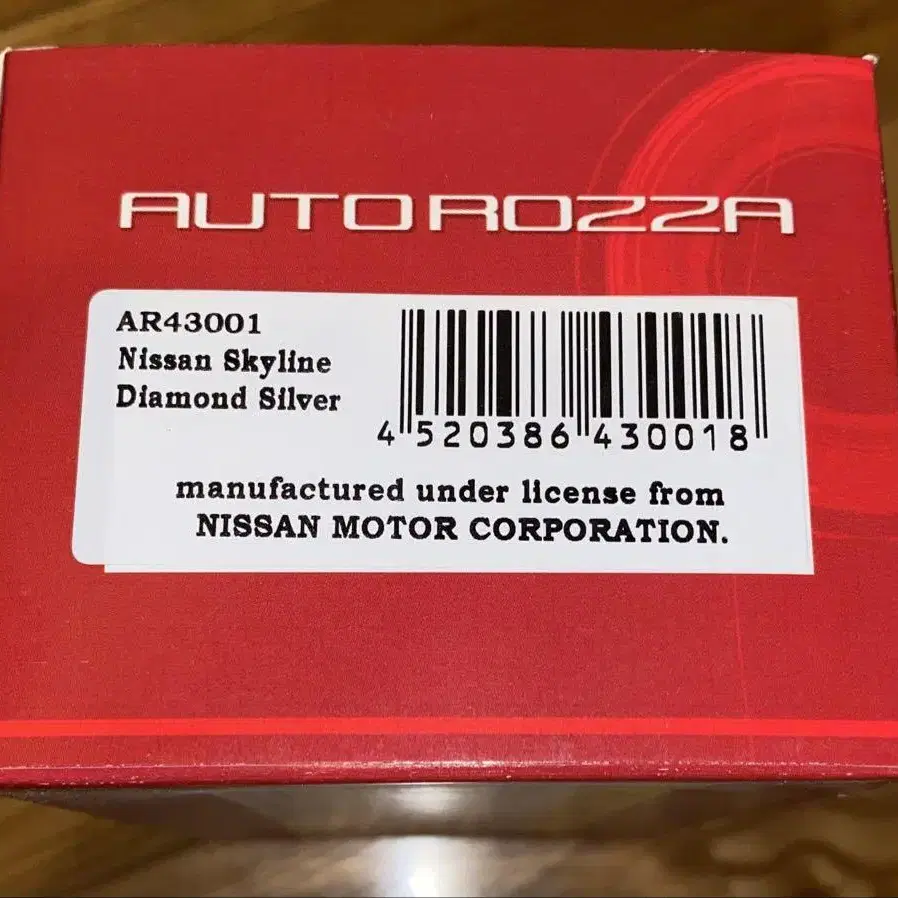 AUTO ROZZA
AR43001
Nissan Skyline
Diamond Silver
4 520386 430018
manufactured under license from
NISSAN MOTOR CORPORATION.